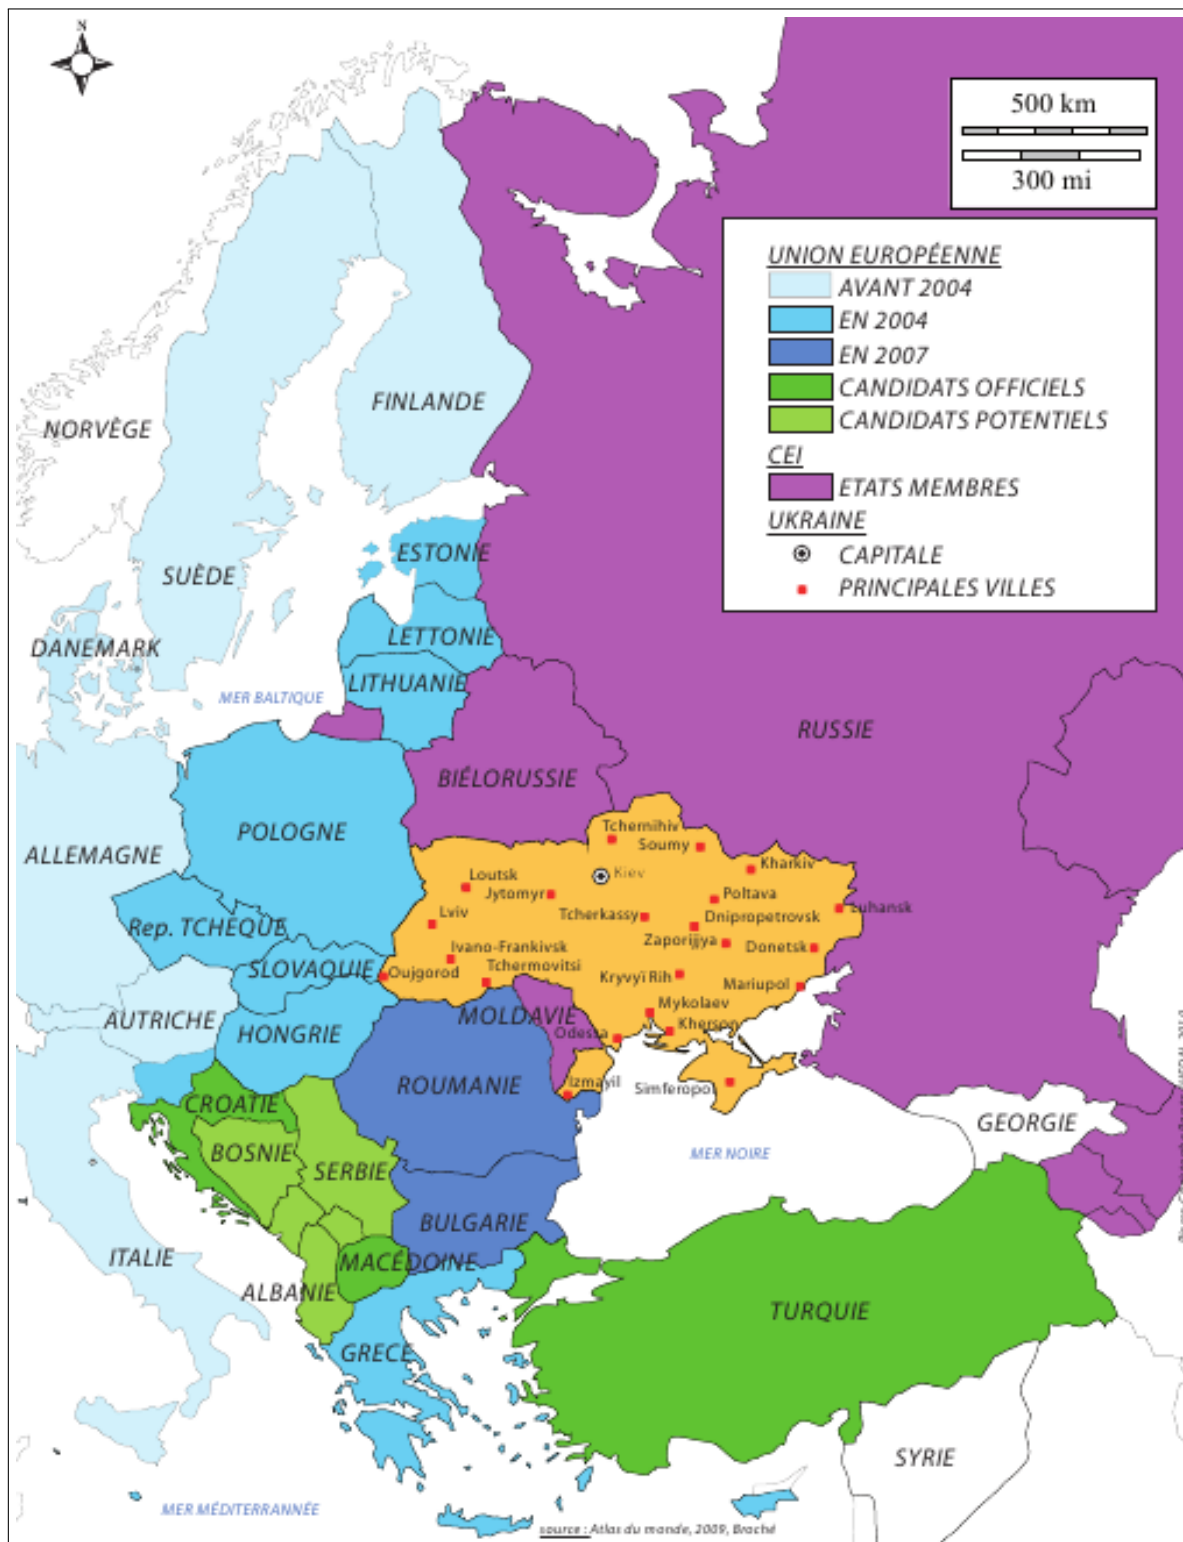 N
500 km
300 mi
UNION EUROPÉENNE
AVANT 2004
EN 2004
EN 2007
CANDIDATS OFFICIELS
CANDIDATS POTENTIELS
CEI
ETATS MEMBRES
UKRAINE
CAPITALE
PRINCIPALES VILLES
FINLANDE
NORVÈGE
SUÈDE
ESTONIE
LETTONIE
LITHUANIE
DANEMARK
MER BALTIQUE
RUSSIE
BIÉLORUSSIE
POLOGNE
ALLEMAGNE
Tchernihiv
Soumy
Kharkiv
Kiev
Loutsk
Jytomyr
Poltava
Luhansk
Lviv
Tcherkassy
Dnipropetrovsk
Zaporijjya
Donetsk
Rep. TCHÈQUE
Ivano-Frankivsk
SLOVAQUIE
Oujgorod
Tchermovitsi
Kryvyï Rih
Mariupol
AUTRICHE
HONGRIE
MOLDAVIE
Mykolaev
Kherson
Odessa
ROUMANIE
Izmayil
Simferopol
CROATIE
GEORGIE
BOSNIE
SERBIE
MER NOIRE
BULGARIE
ITALIE
MACÉDOINE
ALBANIE
TURQUIE
GRECE
SYRIE
MER MÉDITERRANNÉE
source : Atlas du monde, 2009, Broché